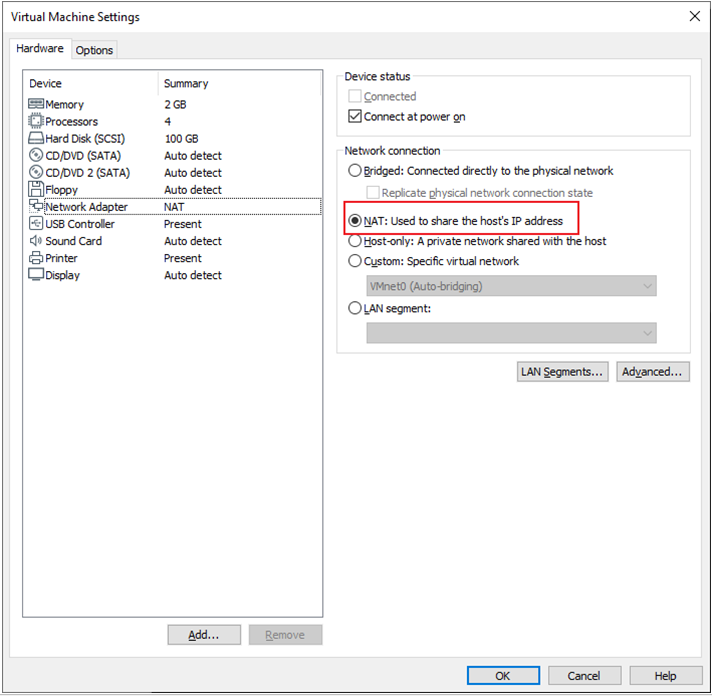 Virtual Machine Settings
Hardware Options
Device Summary
Memory 2 GB
Processors 4
Hard Disk (SCSI) 100 GB
CD/DVD (SATA) Auto detect
CD/DVD 2 (SATA) Auto detect
Floppy Auto detect
Network Adapter NAT
USB Controller Present
Sound Card Auto detect
Printer Present
Display Auto detect
Add... Remove
Device status
Connected
Connect at power on
Network connection
Bridged: Connected directly to the physical network
Replicate physical network connection state
NAT: Used to share the host's IP address
Host-only: A private network shared with the host
Custom: Specific virtual network
VMnet0 (Auto-bridging)
LAN segment:
LAN Segments... Advanced...
OK Cancel Help